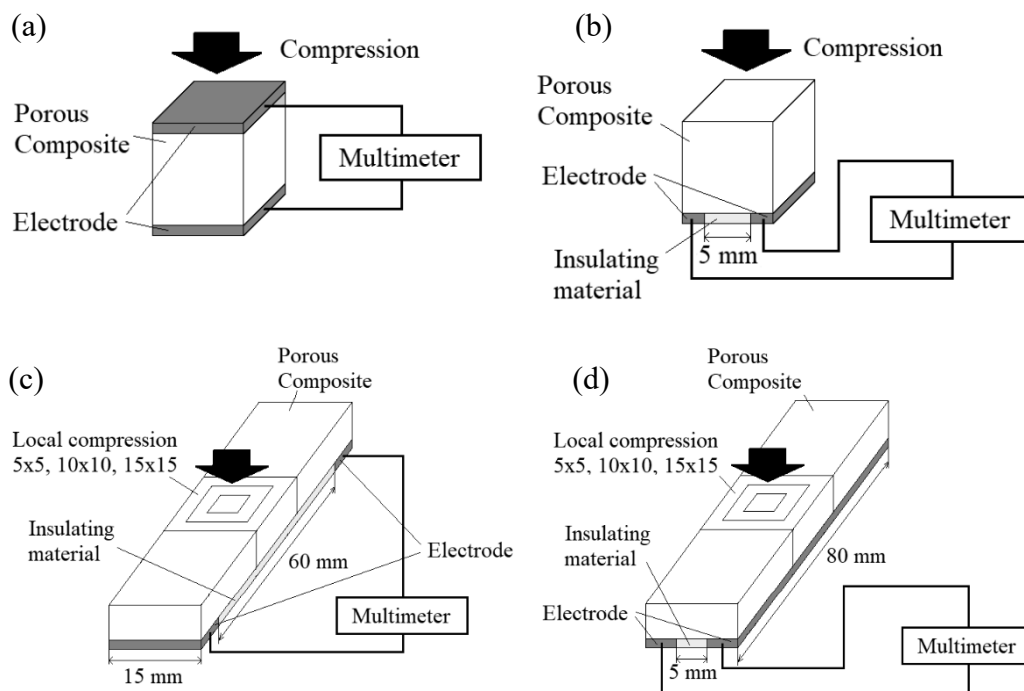 (a)
Compression
Porous
Composite
Multimeter
Electrode
(b)
Compression
Porous
Composite
Electrode
Multimeter
5 mm
Insulating
material
(c)
Porous
Composite
Local compression
5x5, 10x10, 15x15
Insulating
material
Electrode
60 mm
Multimeter
15 mm
(d)
Porous
Composite
Local compression
5x5, 10x10, 15x15
Insulating
material
80 mm
Electrode
Multimeter
5 mm